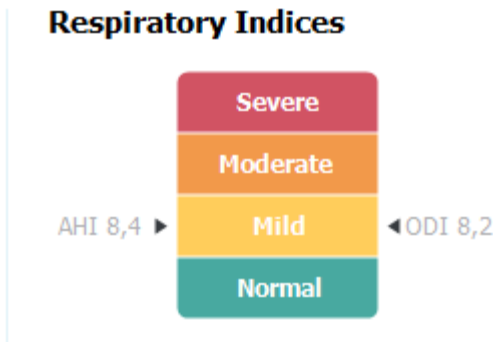 Respiratory Indices
Severe
Moderate
AHI 8,4 Mild ODI 8,2
Normal